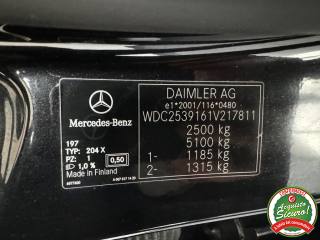 DAIMLER AG
e1*2001/116*0480
WDC2539161V217811
2500 kg
5100 kg
1- 1185 kg
2- 1315 kg
Mercedes-Benz
197
TYP: 204 X
PZ: 1 0,50
1,0 %
Made in Finland
Acquisto
Sicuro!